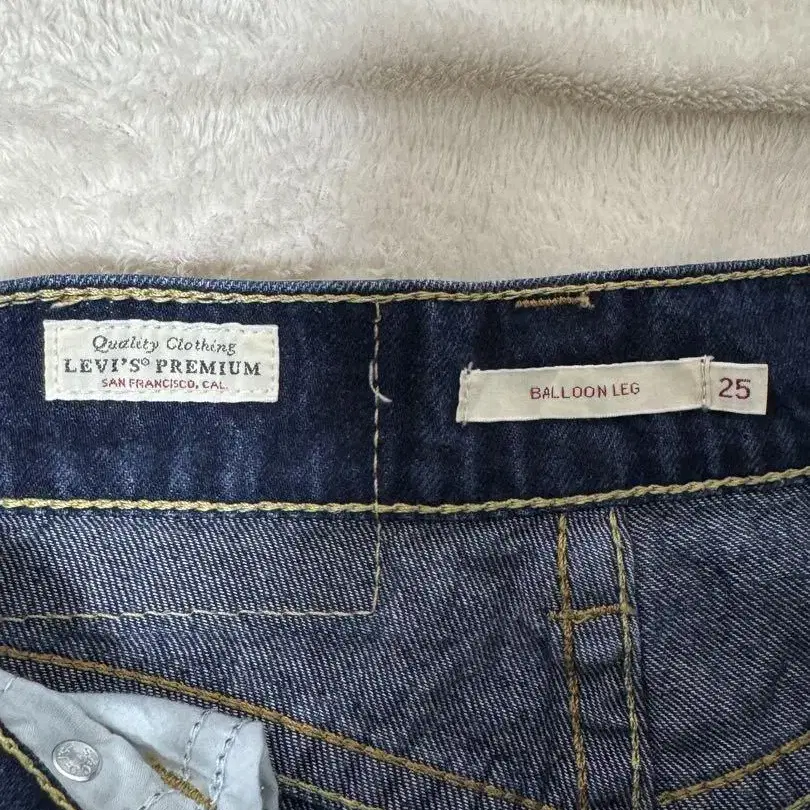 Quality Clothing
LEVI'S® PREMIUM
SAN FRANCISCO, CAL.
BALLOON LEG
25